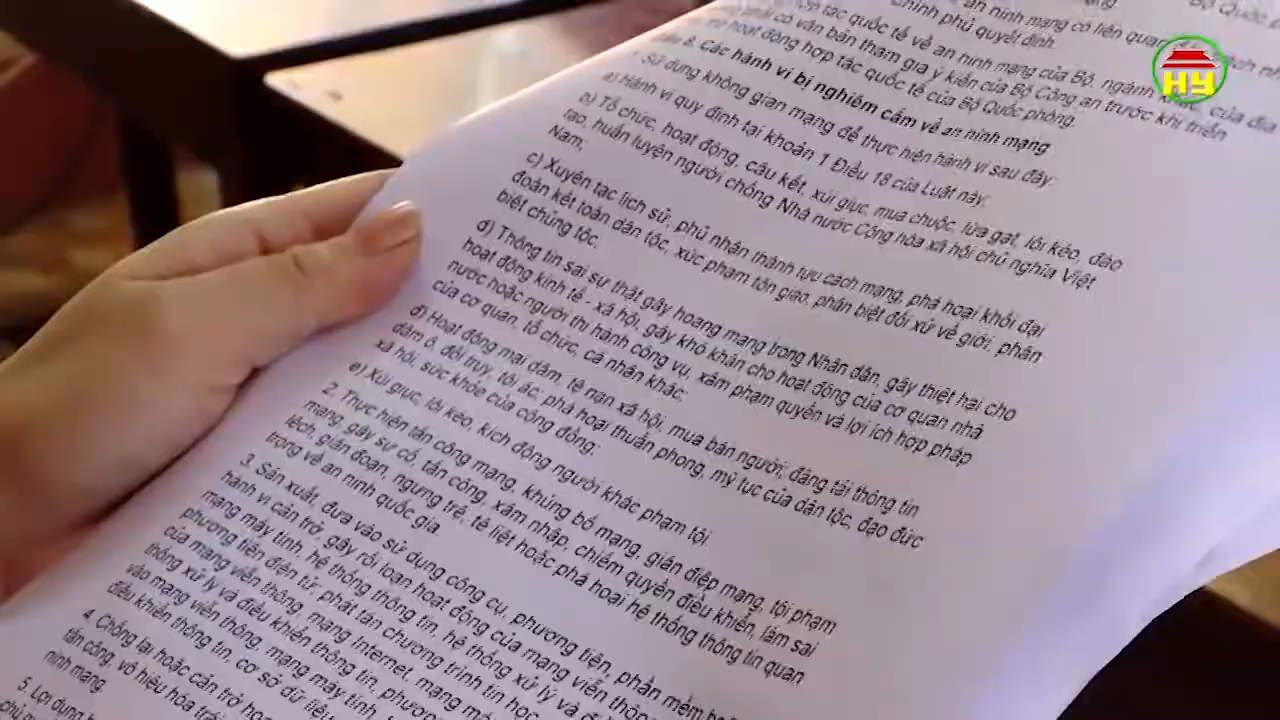 an ninh mạng có liên quan
Bộ Quốc
Chính phủ quyết định.
hợp tác quốc tế về an ninh mạng của Bộ, ngành khác, của địa
phải có văn bản tham gia ý kiến của Bộ Công an trước khi triển
hoạt động hợp tác quốc tế của Bộ Quốc phòng.
8. Các hành vi bị nghiêm cấm về an ninh mạng
Sử dụng không gian mạng để thực hiện hành vi sau đây:
a) Hành vi quy định tại khoản 1 Điều 18 của Luật này;
b) Tổ chức, hoạt động, câu kết, xúi giục, mua chuộc, lừa gạt, lôi kéo, đào
tạo, huấn luyện người chống Nhà nước Cộng hòa xã hội chủ nghĩa Việt
Nam;
c) Xuyên tạc lịch sử, phủ nhận thành tựu cách mạng, phá hoại khối đại
đoàn kết toàn dân tộc, xúc phạm tôn giáo, phân biệt đối xử về giới, phân
biệt chủng tộc;
d) Thông tin sai sự thật gây hoang mang trong Nhân dân, gây thiệt hại cho
hoạt động kinh tế - xã hội, gây khó khăn cho hoạt động của cơ quan nhà
nước hoặc người thi hành công vụ, xâm phạm quyền và lợi ích hợp pháp
của cơ quan, tổ chức, cá nhân khác;
đ) Hoạt động mại dâm, tệ nạn xã hội, mua bán người; đăng tải thông tin
dâm ô, đồi trụy, tội ác; phá hoại thuần phong, mỹ tục của dân tộc, đạo đức
xã hội, sức khỏe của cộng đồng;
e) Xúi giục, lôi kéo, kích động người khác phạm tội.
2. Thực hiện tấn công mạng, khủng bố mạng, gián điệp mạng, tội phạm
mạng; gây sự cố, tấn công, xâm nhập, chiếm quyền điều khiển, làm sai
lệch, gián đoạn, ngưng trệ, tê liệt hoặc phá hoại hệ thống thông tin quan
trọng về an ninh quốc gia.
3. Sản xuất, đưa vào sử dụng công cụ, phương tiện, phần mềm
hành vi cản trở, gây rối loạn hoạt động của mạng viễn thông
mạng máy tính, hệ thống thông tin, hệ thống xử lý và
phương tiện điện tử; phát tán chương trình tin học
của mạng viễn thông, mạng Internet, mạng
thống xử lý và điều khiển thông tin, phương
vào mạng viễn thông, mạng máy tính,
điều khiển thông tin, cơ sở dữ liệu
4. Chống lại hoặc cản trở
tấn công, vô hiệu hóa
ninh mạng.
5. Lợi dụng
HY